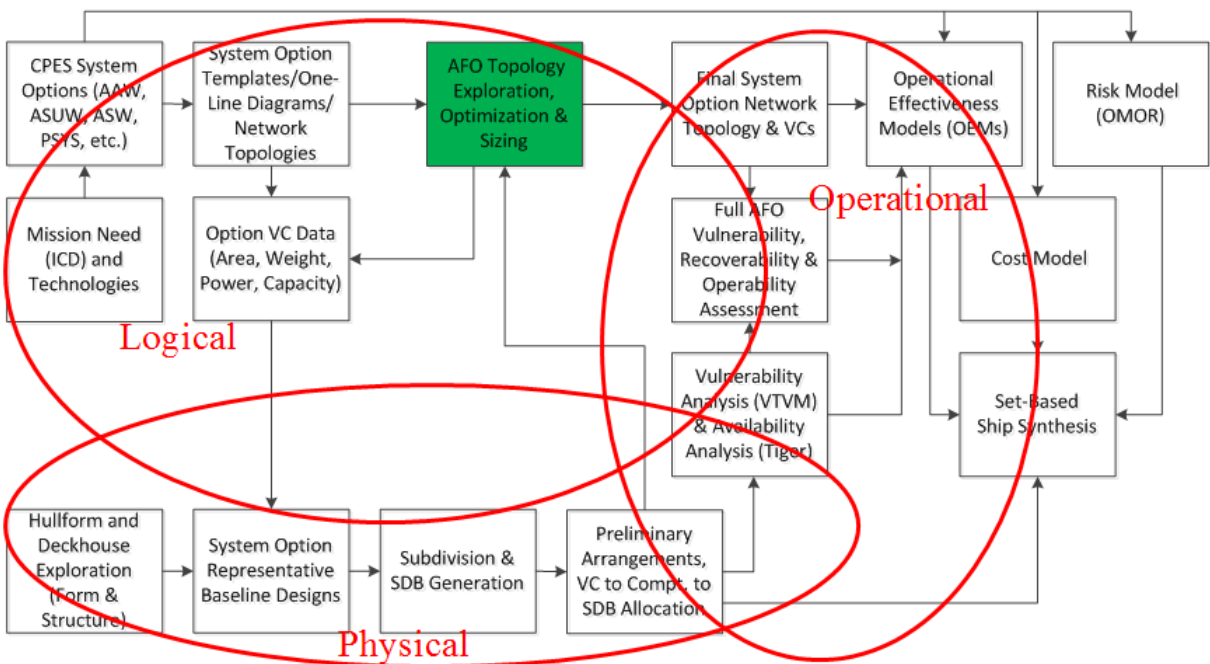 CPES System
Options (AAW,
ASUW, ASW,
PSYS, etc.)
System Option
Templates/One-
Line Diagrams/
Network
Topologies
AFO Topology
Exploration,
Optimization &
Sizing
Final System
Option Network
Topology & VCs
Operational
Effectiveness
Models (OEMs)
Risk Model
(OMOR)
Mission Need
(ICD) and
Technologies
Option VC Data
(Area, Weight,
Power, Capacity)
Full AFO
Vulnerability,
Recoverability &
Operability
Assessment
Operational
Cost Model
Logical
Vulnerability
Analysis (VTVM)
& Availability
Analysis (Tiger)
Set-Based
Ship Synthesis
Hullform and
Deckhouse
Exploration
(Form &
Structure)
System Option
Representative
Baseline Designs
Subdivision &
SDB Generation
Preliminary
Arrangements,
VC to Compt. to
SDB Allocation
Physical